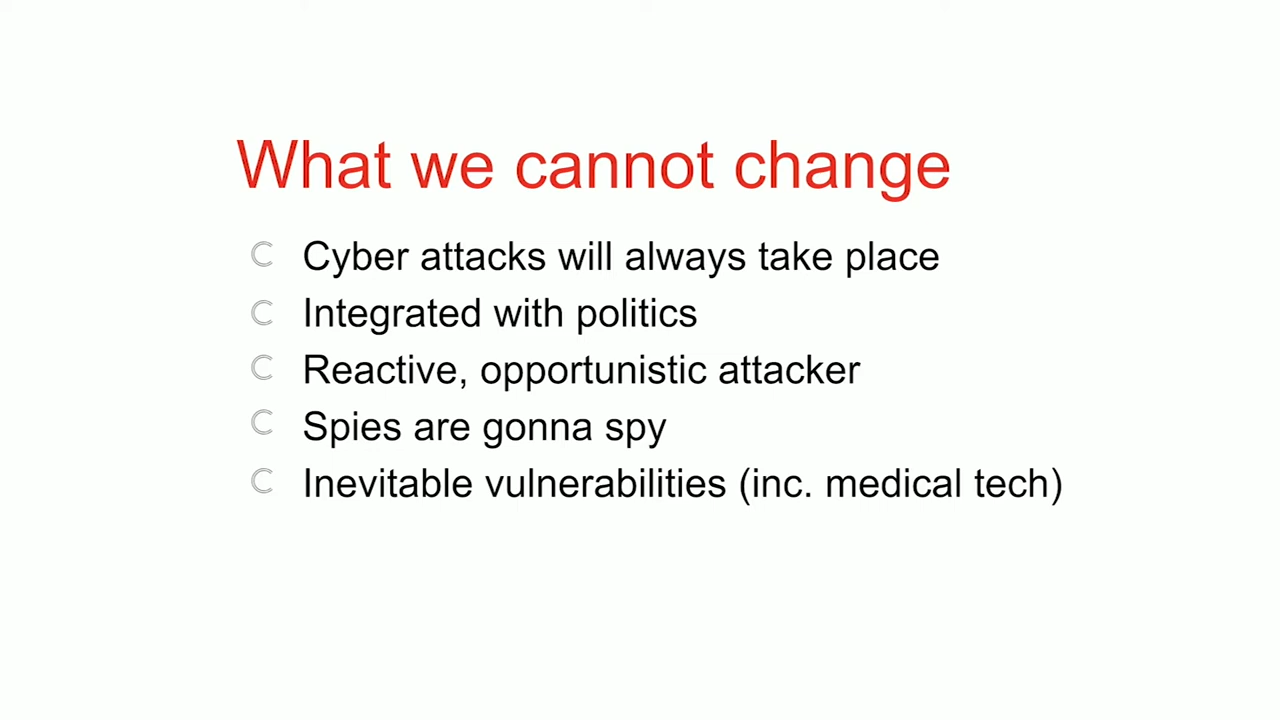 What we cannot change
Cyber attacks will always take place
Integrated with politics
Reactive, opportunistic attacker
Spies are gonna spy
Inevitable vulnerabilities (inc. medical tech)